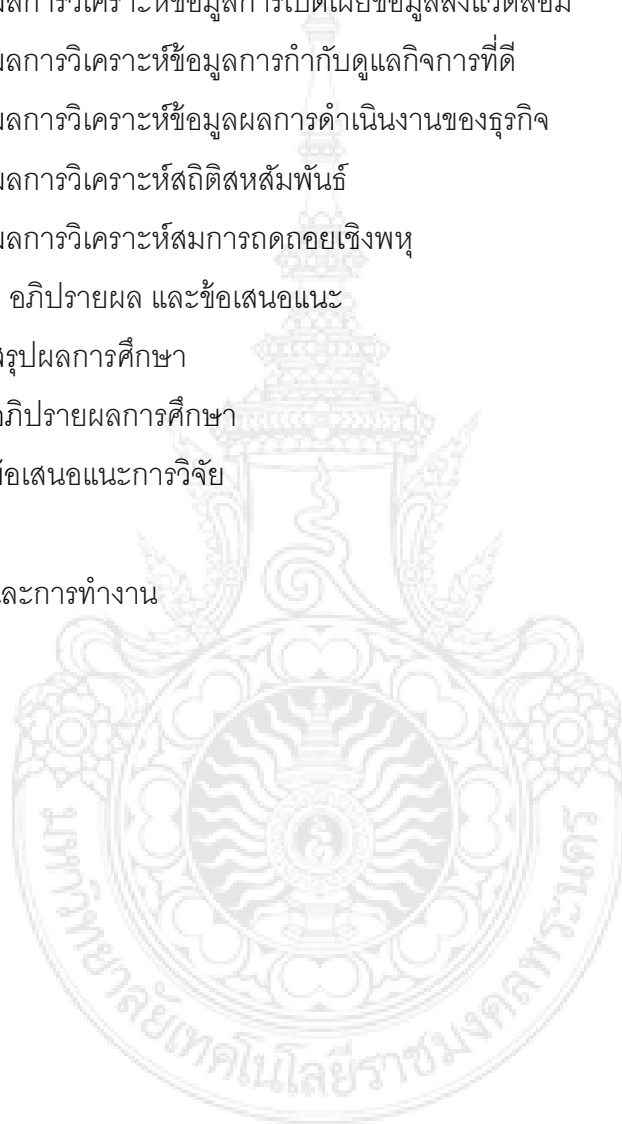 ผลการวิเคราะห์ข้อมูลการเปิดเผยข้อมูลสิ่งแวดล้อม
ผลการวิเคราะห์ข้อมูลการกำกับดูแลกิจการที่ดี
ผลการวิเคราะห์ข้อมูลผลการดำเนินงานของธุรกิจ
ผลการวิเคราะห์สถิติสหสัมพันธ์
ผลการวิเคราะห์สมการถดถอยเชิงพหุ
อภิปรายผล และข้อเสนอแนะ
สรุปผลการศึกษา
อภิปรายผลการศึกษา
ข้อเสนอแนะการวิจัย
และการทำงาน
มหาวิทยาลัยเทคโนโลยีราชมงคลพระนคร